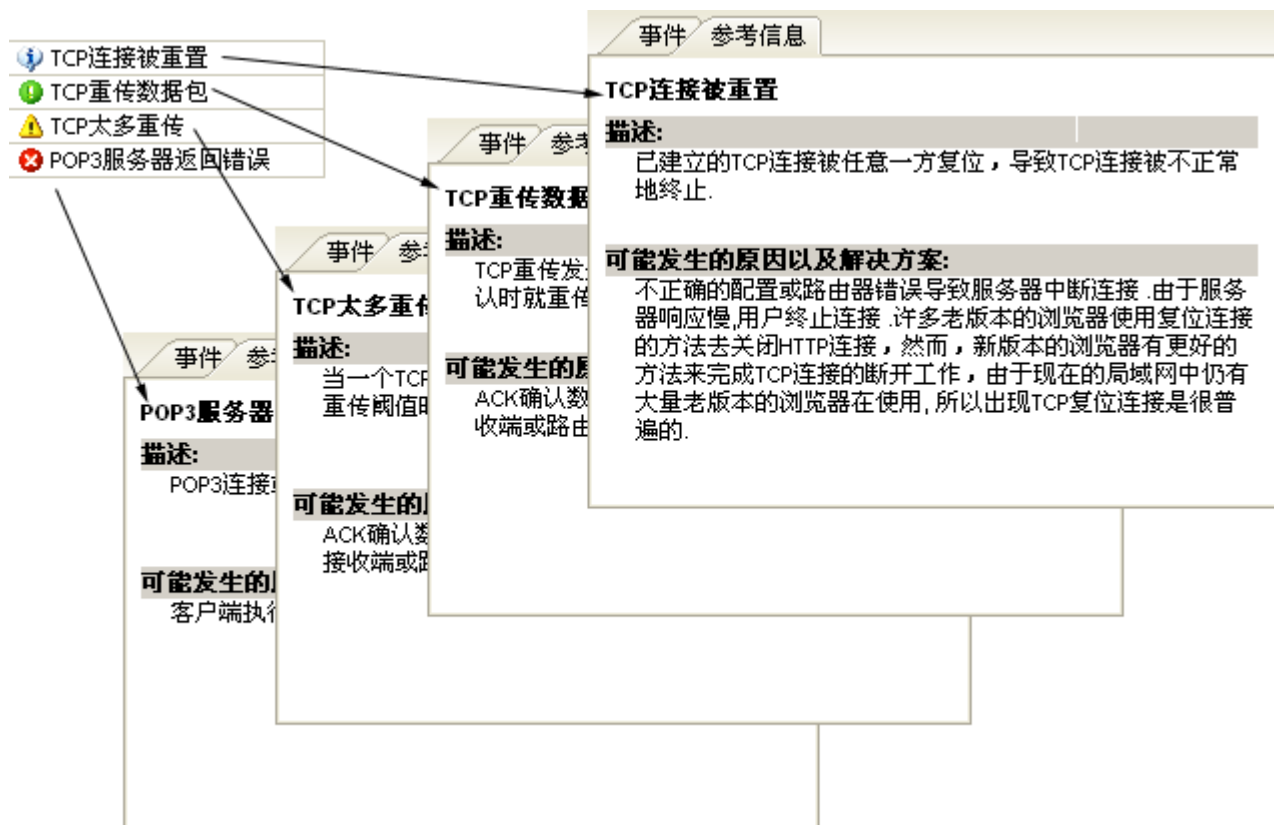 TCP连接被重置
TCP重传数据包
TCP太多重传
POP3服务器返回错误
事件 参考信息
TCP连接被重置
描述:
已建立的TCP连接被任意一方复位，导致TCP连接被不正常
地终止.
可能发生的原因以及解决方案:
不正确的配置或路由器错误导致服务器中断连接.由于服务
器响应慢,用户终止连接.许多老版本的浏览器使用复位连接
的方法去关闭HTTP连接，然而，新版本的浏览器有更好的
方法来完成TCP连接的断开工作，由于现在的局域网中仍有
大量老版本的浏览器在使用,所以出现TCP复位连接是很普
遍的.
事件 参
TCP重传数据
描述:
TCP重传发
认时就重传
可能发生的
ACK确认数
收端或路由
事件 参
TCP太多重传
描述:
当一个TCP
重传阈值
可能发生的
ACK确认数
接收端或路
事件 参
POP3服务器
描述:
POP3连接
可能发生的
客户端执行